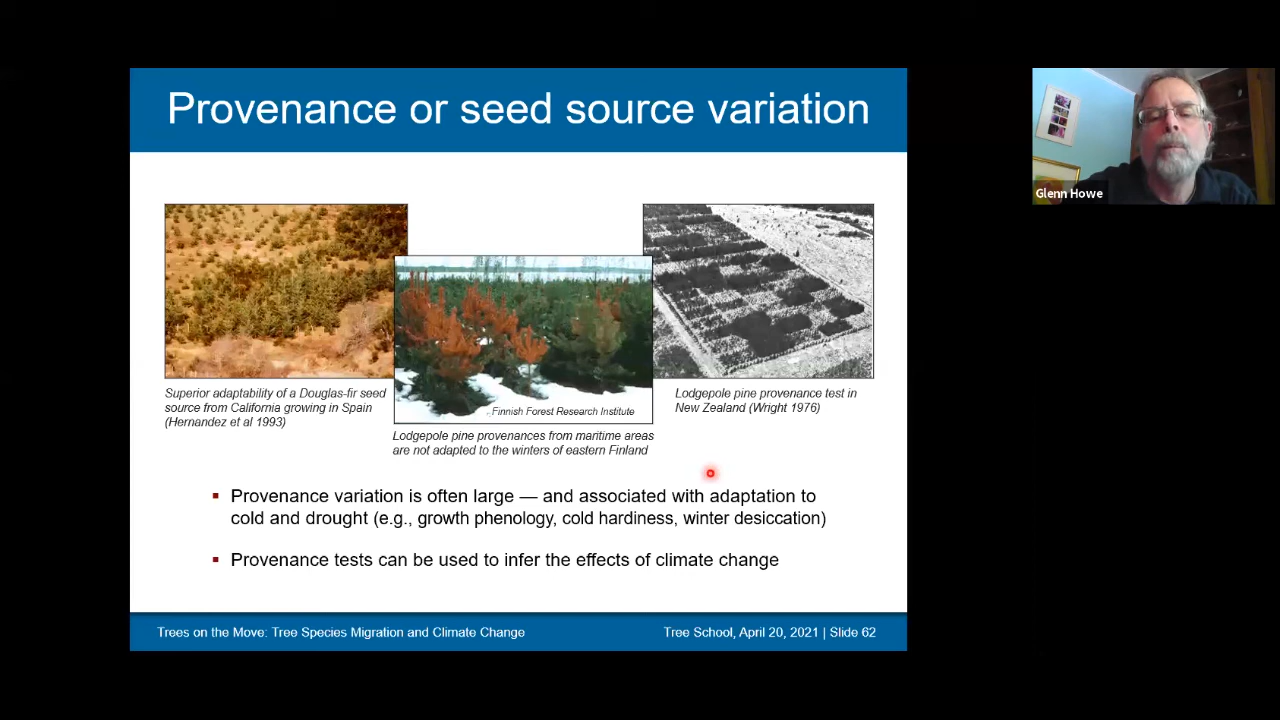 Provenance or seed source variation
Glenn Howe
Superior adaptability of a Douglas-fir seed
source from California growing in Spain
(Hernandez et al 1993)
Finnish Forest Research Institute
Lodgepole pine provenances from maritime areas
are not adapted to the winters of eastern Finland
Lodgepole pine provenance test in
New Zealand (Wright 1976)
▪ Provenance variation is often large — and associated with adaptation to
cold and drought (e.g., growth phenology, cold hardiness, winter desiccation)
▪ Provenance tests can be used to infer the effects of climate change
Trees on the Move: Tree Species Migration and Climate Change
Tree School, April 20, 2021 | Slide 62